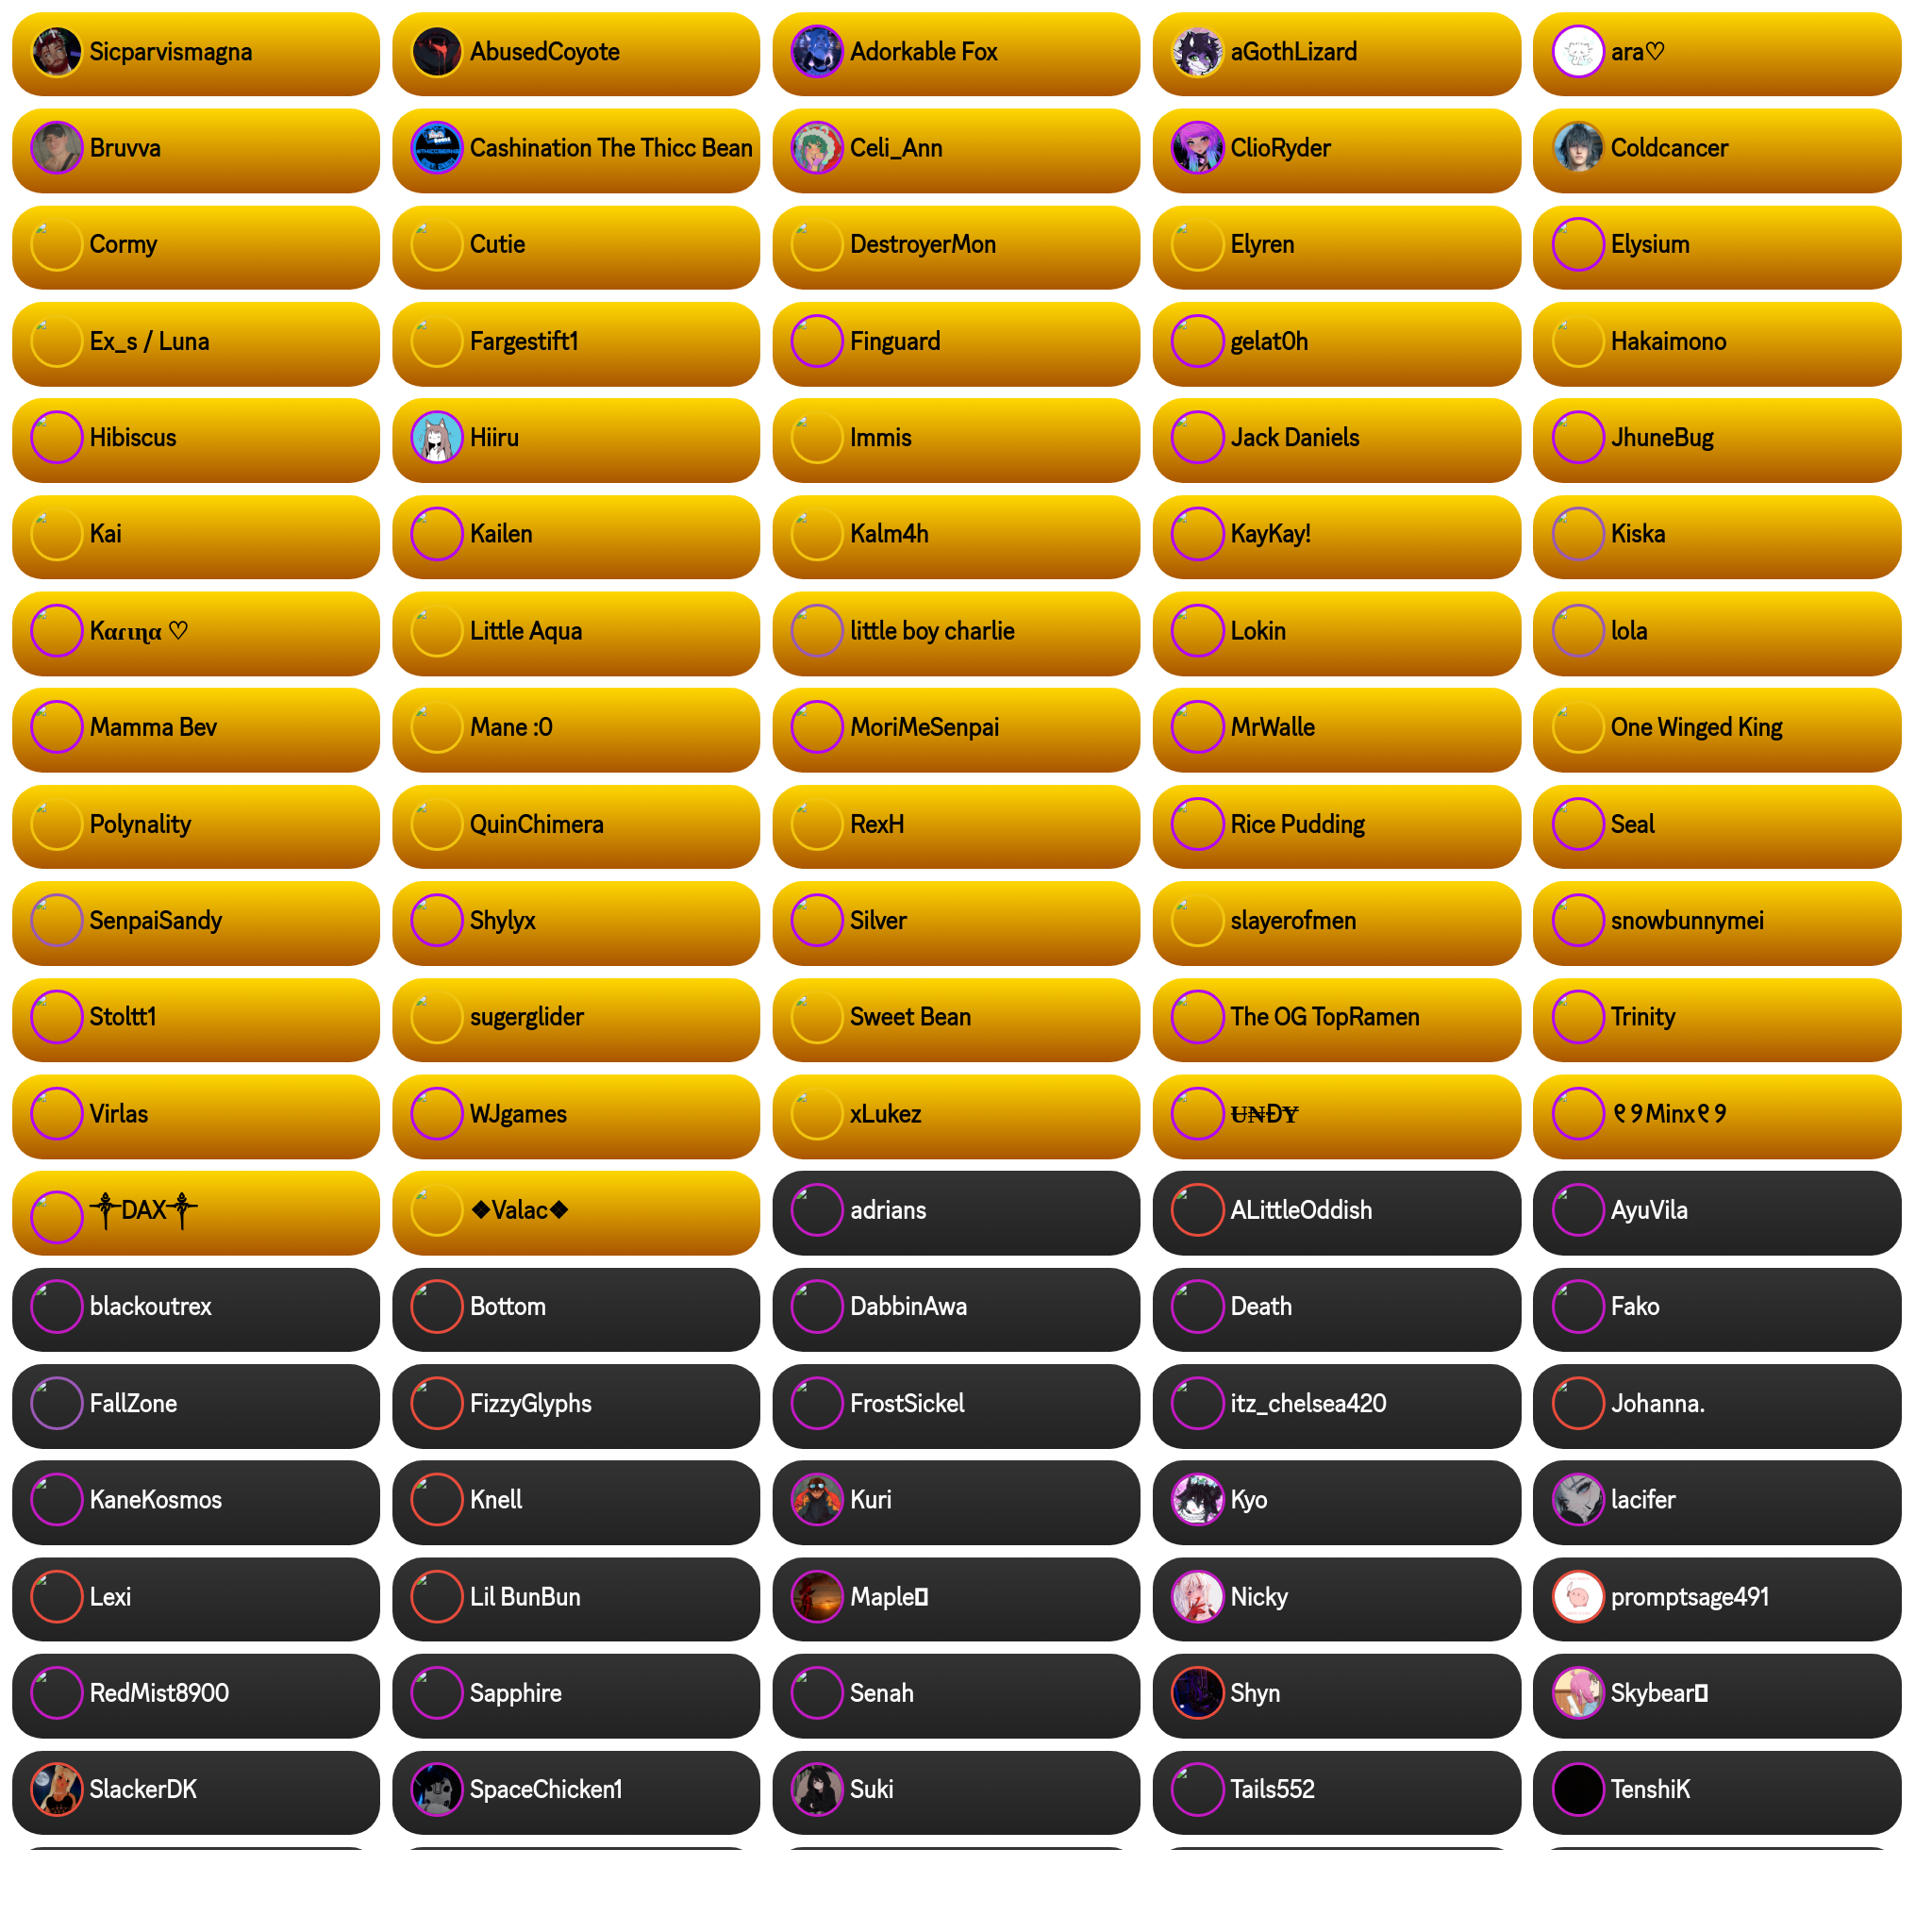 Sicparvismagna
AbusedCoyote
Adorkable Fox
aGothLizard
ara♡
Bruvva
Cashination The Thicc Bean
Celi_Ann
ClioRyder
Coldcancer
Cormy
Cutie
DestroyerMon
Elyren
Elysium
Ex_s / Luna
Fargestift1
Finguard
gelat0h
Hakaimono
Hibiscus
Hiiru
Immis
Jack Daniels
JhuneBug
Kai
Kailen
Kalm4h
KayKay!
Kiska
Kαɾιɳα ♡
Little Aqua
little boy charlie
Lokin
lola
Mamma Bev
Mane :0
MoriMeSenpai
MrWalle
One Winged King
Polynality
QuinChimera
RexH
Rice Pudding
Seal
SenpaiSandy
Shylyx
Silver
slayerofmen
snowbunnymei
Stoltt1
sugerglider
Sweet Bean
The OG TopRamen
Trinity
Virlas
WJgames
xLukez
Ʉ₦ĐɎ
୧୨Minx୧୨
༒DAX༒
❖Valac❖
adrians
ALittleOddish
AyuVila
blackoutrex
Bottom
DabbinAwa
Death
Fako
FallZone
FizzyGlyphs
FrostSickel
itz_chelsea420
Johanna.
KaneKosmos
Knell
Kuri
Kyo
lacifer
Lexi
Lil BunBun
Maple
Nicky
promptsage491
RedMist8900
Sapphire
Senah
Shyn
Skybear
SlackerDK
SpaceChicken1
Suki
Tails552
TenshiK